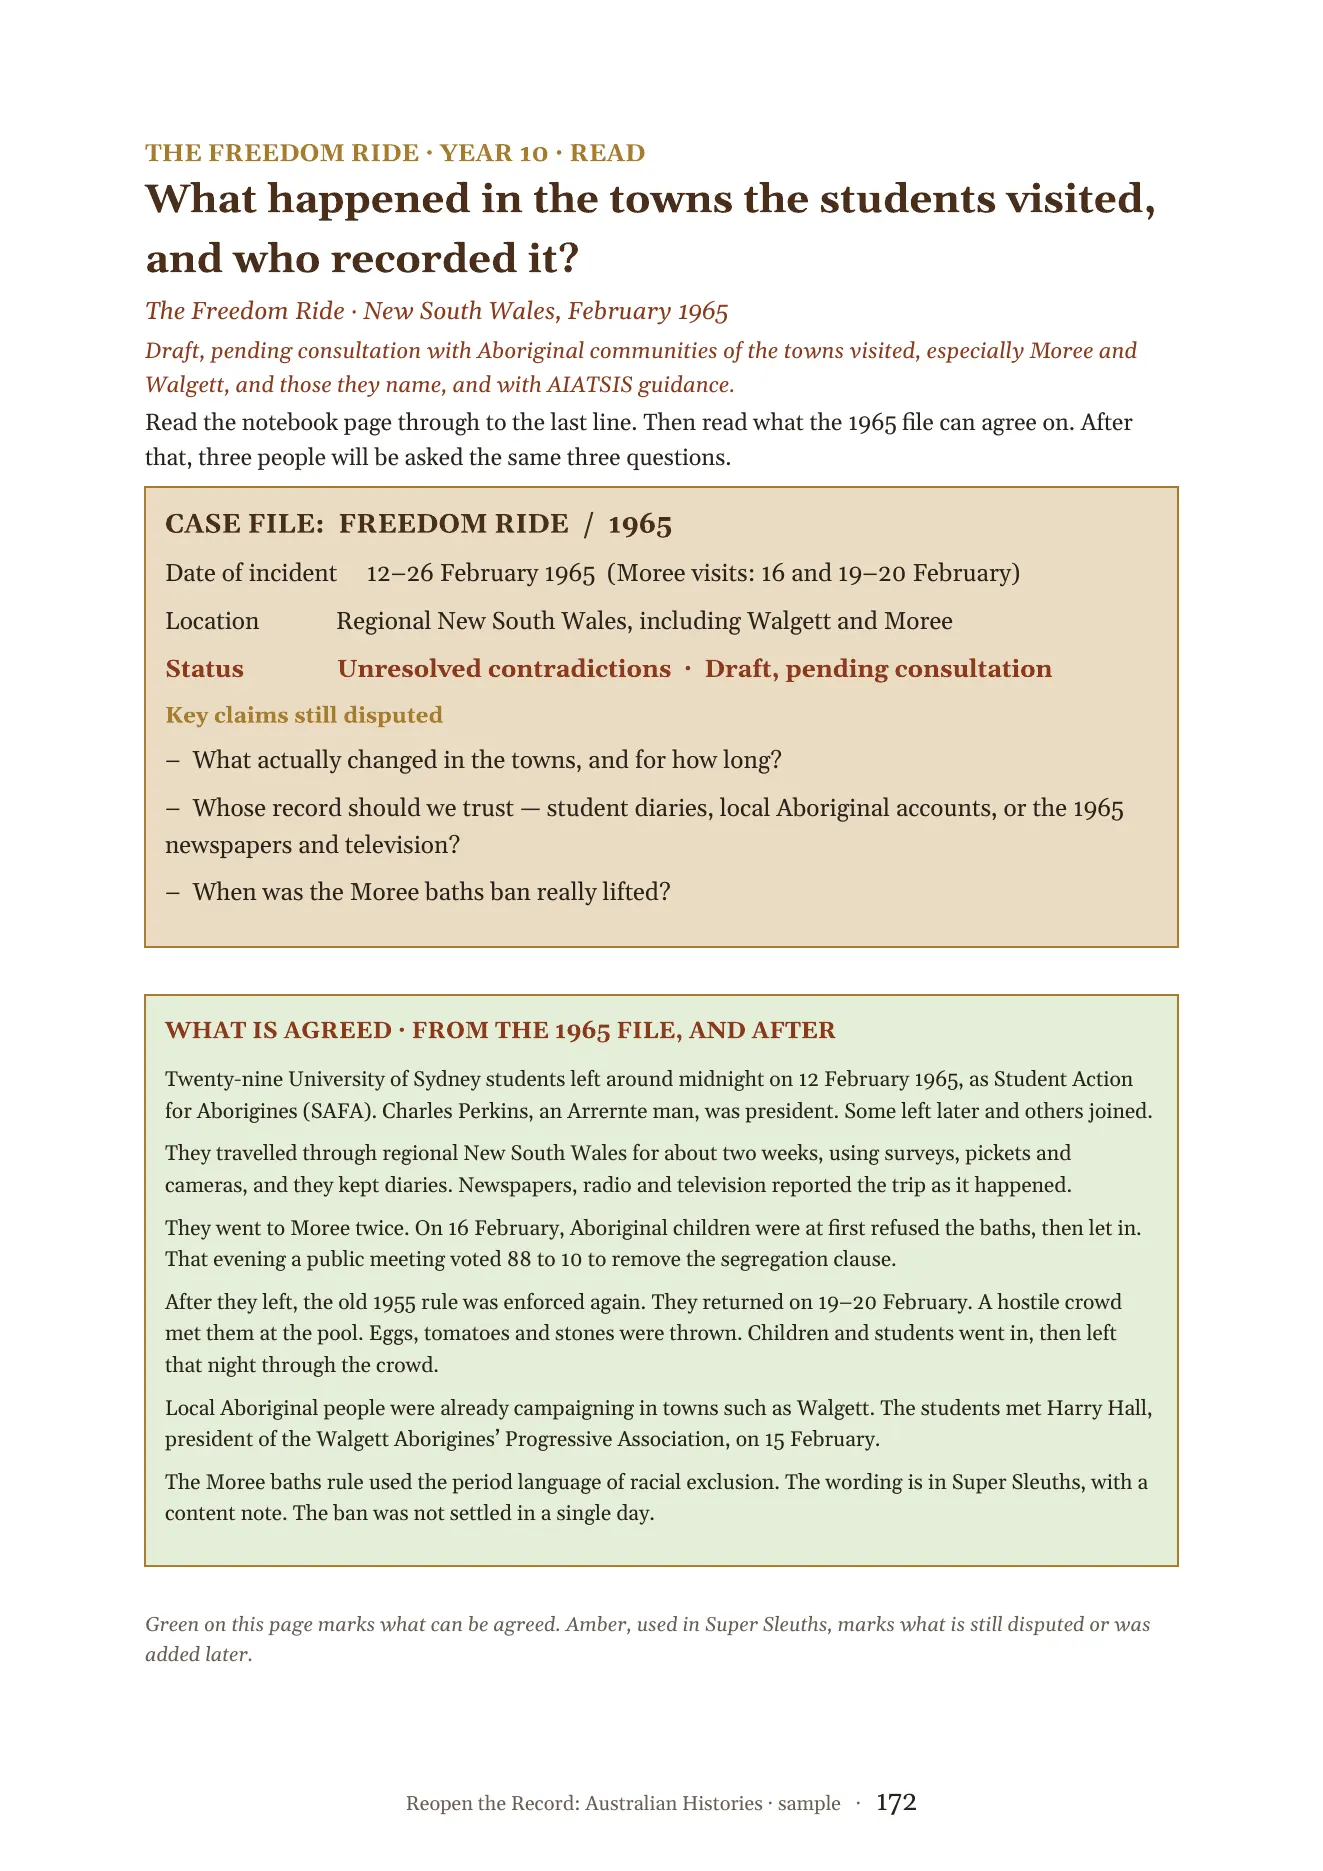 THE FREEDOM RIDE · YEAR 10 · READ
What happened in the towns the students visited,
and who recorded it?
The Freedom Ride · New South Wales, February 1965
Draft, pending consultation with Aboriginal communities of the towns visited, especially Moree and
Walgett, and those they name, and with AIATSIS guidance.
Read the notebook page through to the last line. Then read what the 1965 file can agree on. After
that, three people will be asked the same three questions.
CASE FILE: FREEDOM RIDE / 1965
Date of incident 12–26 February 1965 (Moree visits: 16 and 19–20 February)
Location Regional New South Wales, including Walgett and Moree
Status Unresolved contradictions · Draft, pending consultation
Key claims still disputed
– What actually changed in the towns, and for how long?
– Whose record should we trust — student diaries, local Aboriginal accounts, or the 1965
newspapers and television?
– When was the Moree baths ban really lifted?
WHAT IS AGREED · FROM THE 1965 FILE, AND AFTER
Twenty-nine University of Sydney students left around midnight on 12 February 1965, as Student Action
for Aborigines (SAFA). Charles Perkins, an Arrernte man, was president. Some left later and others joined.
They travelled through regional New South Wales for about two weeks, using surveys, pickets and
cameras, and they kept diaries. Newspapers, radio and television reported the trip as it happened.
They went to Moree twice. On 16 February, Aboriginal children were at first refused the baths, then let in.
That evening a public meeting voted 88 to 10 to remove the segregation clause.
After they left, the old 1955 rule was enforced again. They returned on 19–20 February. A hostile crowd
met them at the pool. Eggs, tomatoes and stones were thrown. Children and students went in, then left
that night through the crowd.
Local Aboriginal people were already campaigning in towns such as Walgett. The students met Harry Hall,
president of the Walgett Aborigines’ Progressive Association, on 15 February.
The Moree baths rule used the period language of racial exclusion. The wording is in Super Sleuths, with a
content note. The ban was not settled in a single day.
Green on this page marks what can be agreed. Amber, used in Super Sleuths, marks what is still disputed or was
added later.
Reopen the Record: Australian Histories · sample · 172